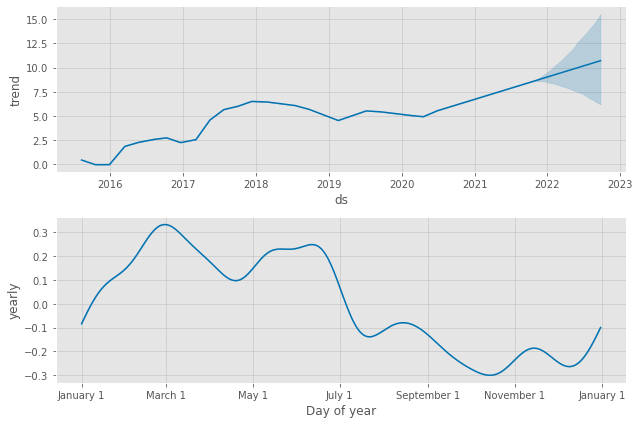 15.0
12.5
10.0
7.5
5.0
2.5
0.0
trend
2016 2017 2018 2019 2020 2021 2022 2023
ds
0.3
0.2
0.1
0.0
−0.1
−0.2
−0.3
yearly
January 1 March 1 May 1 July 1 September 1 November 1 January 1
Day of year